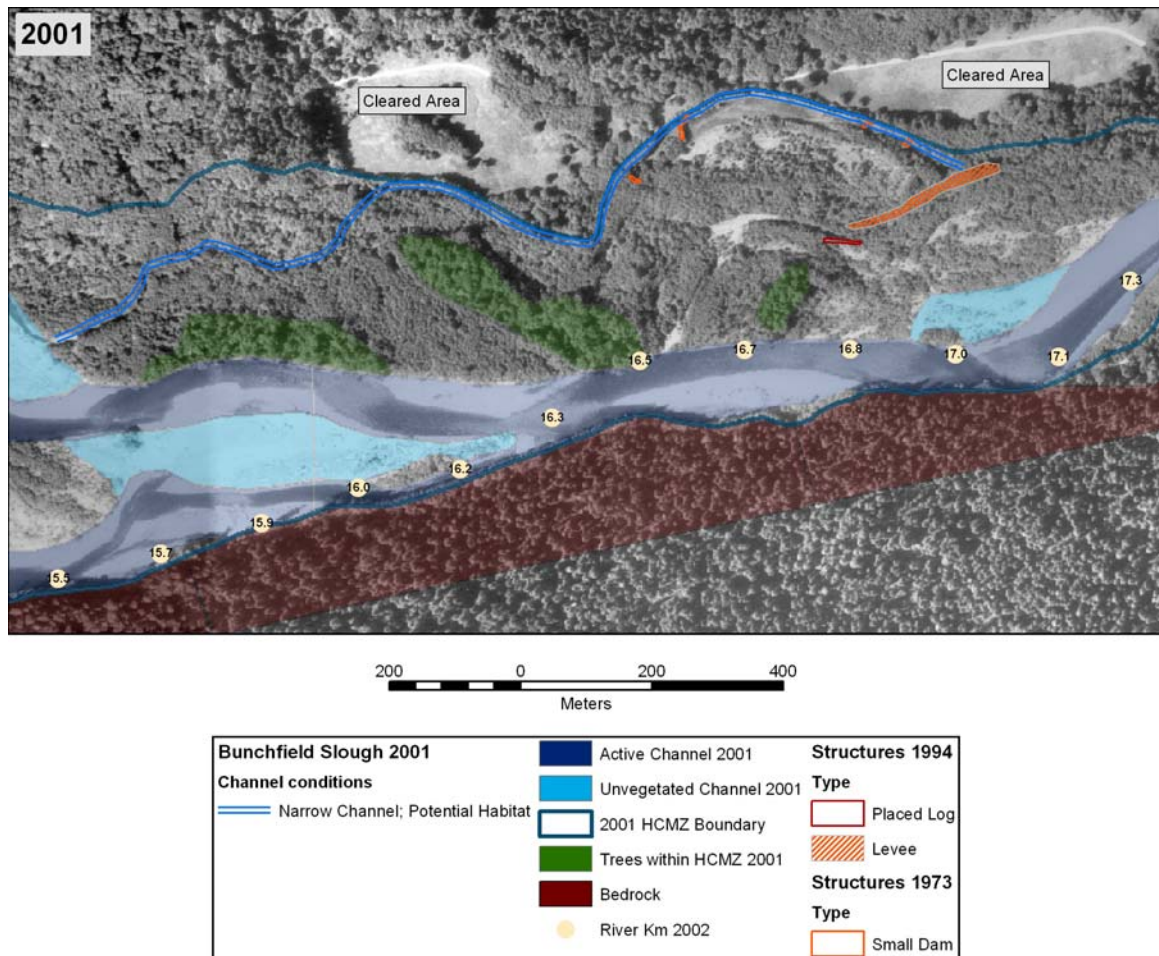 2001
Cleared Area
Cleared Area
17.3
16.5
16.7
16.8
17.0
17.1
16.3
16.2
16.0
15.9
15.7
15.5
200 0 200 400
Meters
Bunchfield Slough 2001
Channel conditions
Narrow Channel; Potential Habitat
Active Channel 2001
Unvegetated Channel 2001
2001 HCMZ Boundary
Trees within HCMZ 2001
Bedrock
River Km 2002
Structures 1994
Type
Placed Log
Levee
Structures 1973
Type
Small Dam